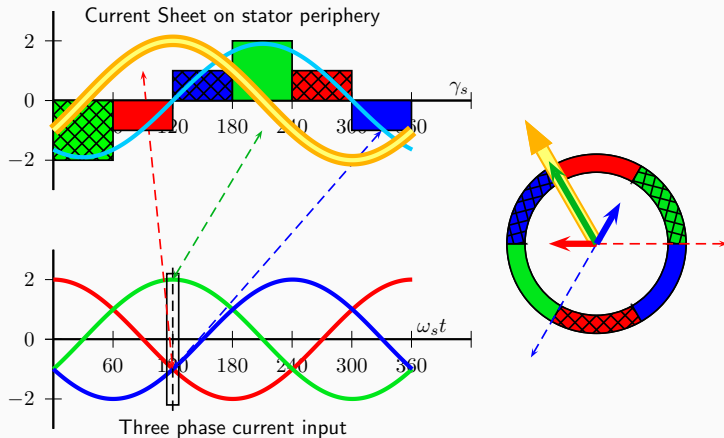 Current Sheet on stator periphery
2
γₛ
0
120 180 240 300 360
−2
2
ωₛt
0
60 120 180 240 300 360
−2
Three phase current input